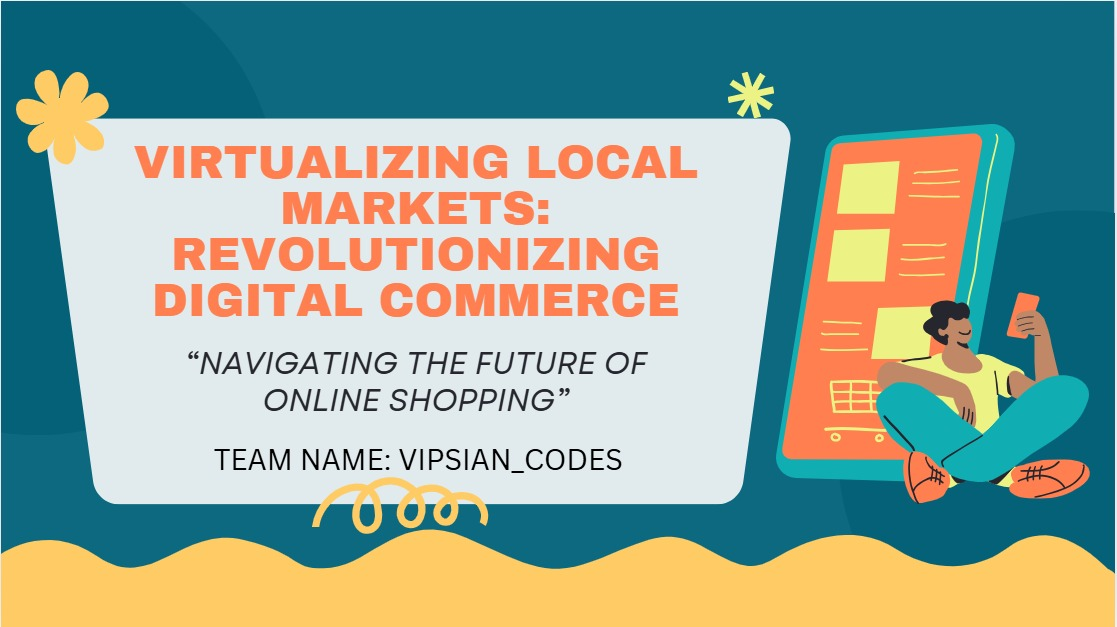 VIRTUALIZING LOCAL
MARKETS:
REVOLUTIONIZING
DIGITAL COMMERCE
“NAVIGATING THE FUTURE OF
ONLINE SHOPPING”
TEAM NAME: VIPSIAN_CODES